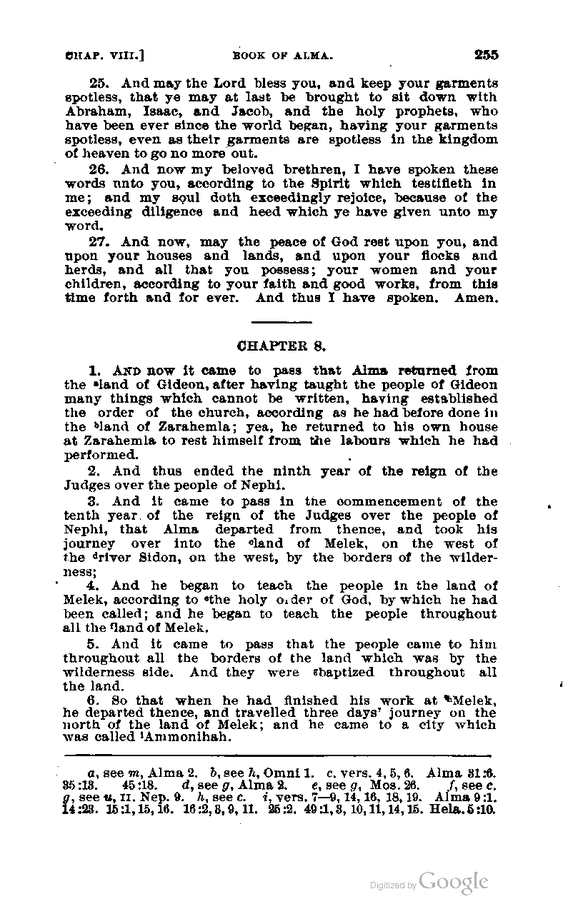 CHAP. VIII.] BOOK OF ALMA. 255
25. And may the Lord bless you, and keep your garments
spotless, that ye may at last be brought to sit down with
Abraham, Isaac, and Jacob, and the holy prophets, who
have been ever since the world began, having your garments
spotless, even as their garments are spotless in the kingdom
of heaven to go no more out.
26. And now my beloved brethren, I have spoken these
words unto you, according to the Spirit which testifieth in
me; and my soul doth exceedingly rejoice, because of the
exceeding diligence and heed which ye have given unto my
word.
27. And now, may the peace of God rest upon you, and
upon your houses and lands, and upon your flocks and
herds, and all that you possess; your women and your
children, according to your faith and good works, from this
time forth and for ever. And thus I have spoken. Amen.
CHAPTER 8.
1. AND now it came to pass that Alma returned from
the ᵃland of Gideon, after having taught the people of Gideon
many things which cannot be written, having established
the order of the church, according as he had before done in
the ᵇland of Zarahemla; yea, he returned to his own house
at Zarahemla to rest himself from the labours which he had
performed.
2. And thus ended the ninth year of the reign of the
Judges over the people of Nephi.
3. And it came to pass in the commencement of the
tenth year of the reign of the Judges over the people of
Nephi, that Alma departed from thence, and took his
journey over into the ᶜland of Melek, on the west of
the ᵈriver Sidon, on the west, by the borders of the wilder-
ness;
4. And he began to teach the people in the land of
Melek, according to ᵉthe holy order of God, by which he had
been called; and he began to teach the people throughout
all the ᶠland of Melek.
5. And it came to pass that the people came to him
throughout all the borders of the land which was by the
wilderness side. And they were ᵍbaptized throughout all
the land.
6. So that when he had finished his work at ʰMelek,
he departed thence, and travelled three days' journey on the
north of the land of Melek; and he came to a city which
was called ⁱAmmonihah.
a, see m, Alma 2. b, see h, Omni 1. c, vers. 4, 5, 6. Alma 31:6.
35:13. 45:18. d, see g, Alma 2. e, see g, Mos. 26. f, see c.
g, see u, II. Nep. 9. h, see c. i, vers. 7—9, 14, 16, 18, 19. Alma 9:1.
14:23. 15:1, 15, 16. 16:2, 3, 9, 11. 25:2. 49:1, 3, 10, 11, 14, 15. Hela. 5:10.
Digitized by Google